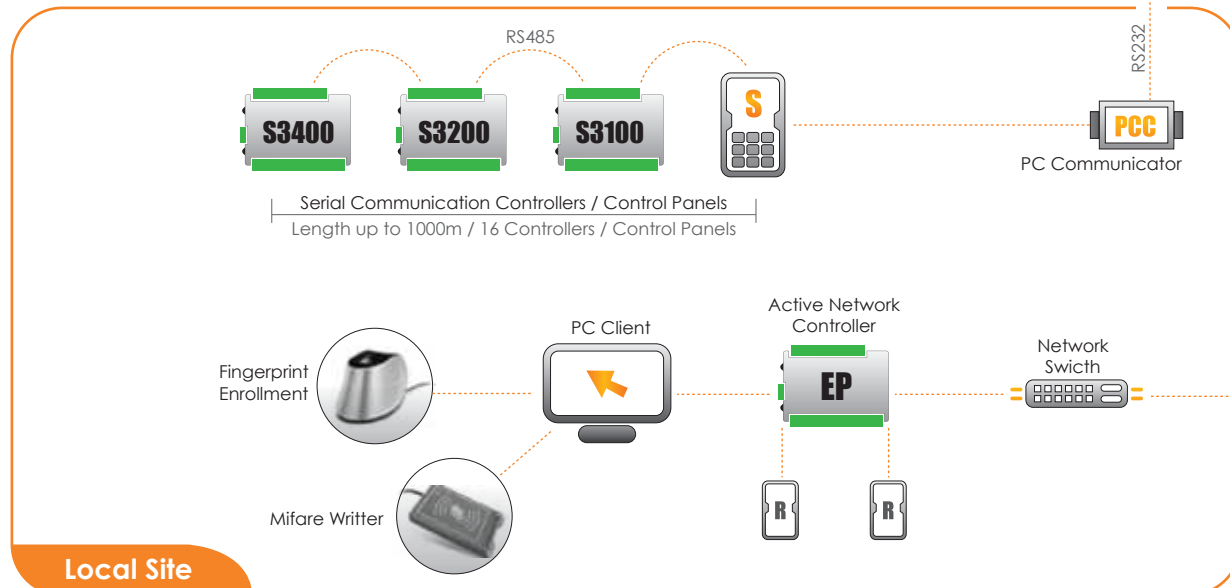 RS485
RS232
S3400
S3200
S3100
S
PCC
PC Communicator
Serial Communication Controllers / Control Panels
Length up to 1000m / 16 Controllers / Control Panels
Active Network
Controller
PC Client
Network
Swicth
Fingerprint
Enrollment
EP
R
R
Mifare Writter
Local Site